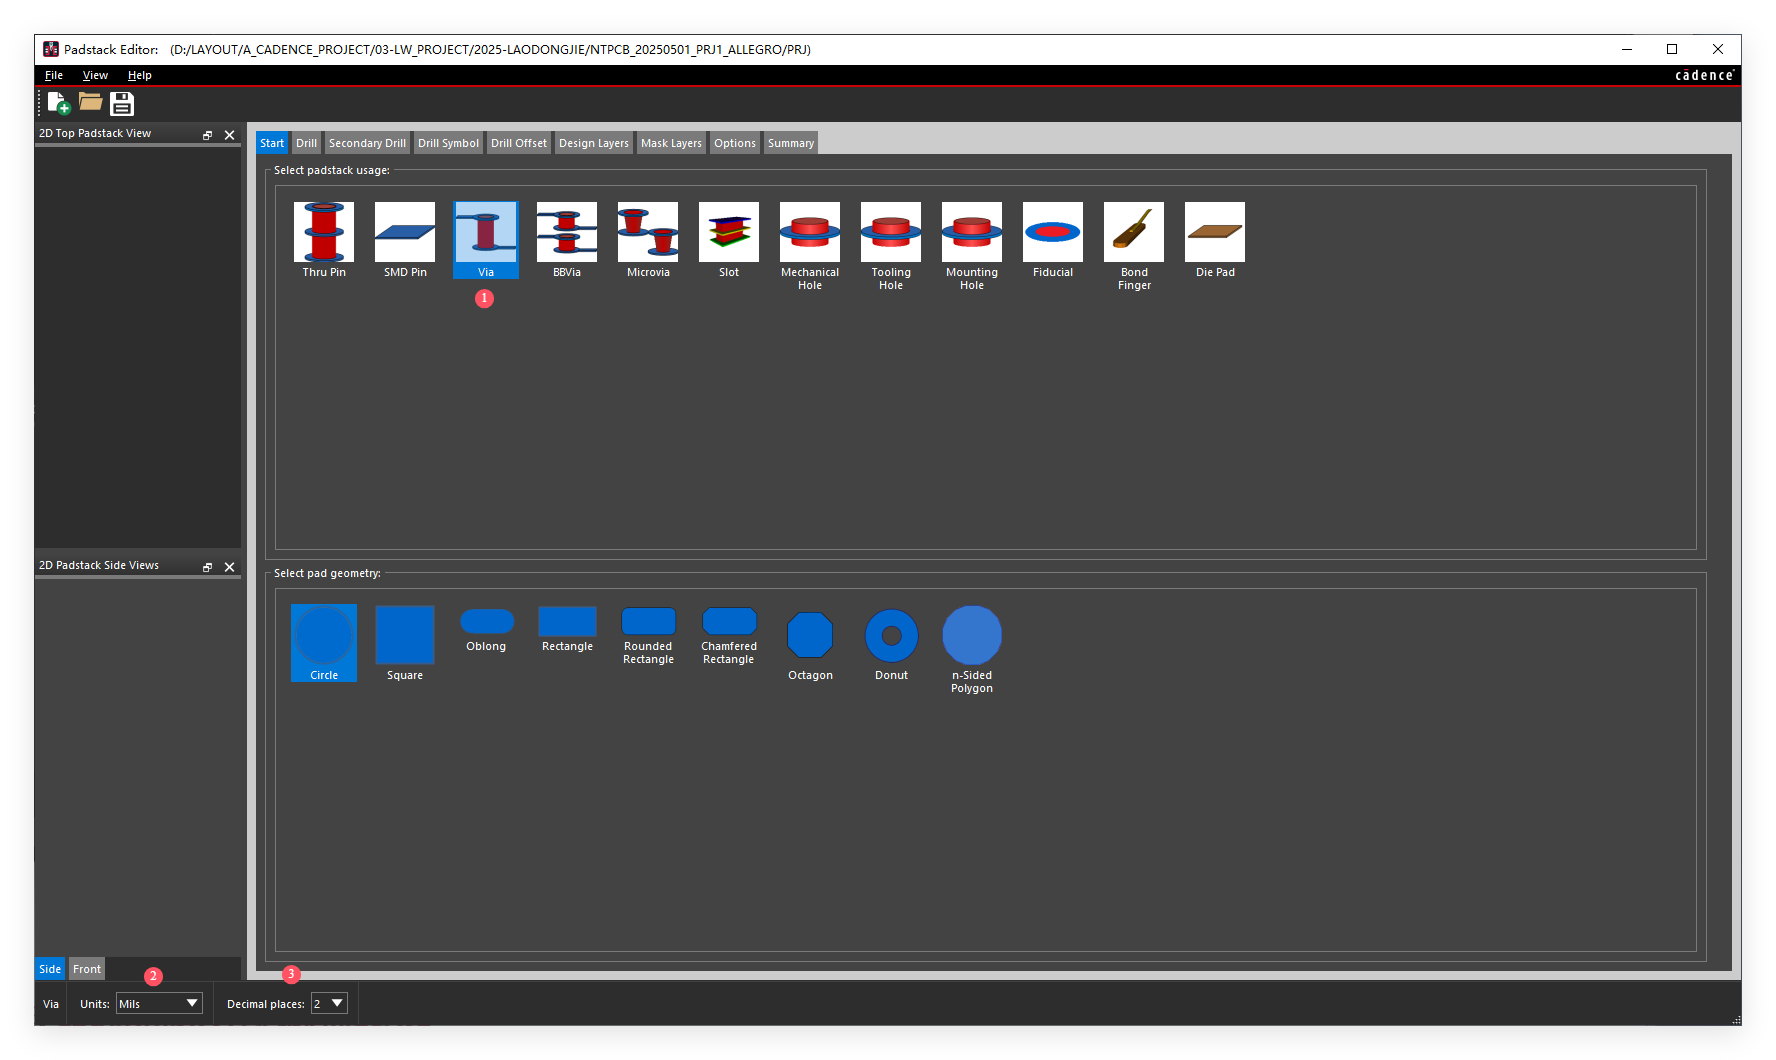 Padstack Editor: (D:/LAYOUT/A_CADENCE_PROJECT/03-LW_PROJECT/2025-LAODONGJIE/NTPCB_20250501_PRJ1_ALLEGRO/PRJ)
File View Help
cādence
2D Top Padstack View
Start Drill Secondary Drill Drill Symbol Drill Offset Design Layers Mask Layers Options Summary
Select padstack usage:
Thru Pin
SMD Pin
Via
BBVia
Microvia
Slot
Mechanical
Hole
Tooling
Hole
Mounting
Hole
Fiducial
Bond
Finger
Die Pad
1
2D Padstack Side Views
Select pad geometry:
Circle
Square
Oblong
Rectangle
Rounded
Rectangle
Chamfered
Rectangle
Octagon
Donut
n-Sided
Polygon
Side Front
2
3
Via Units: Mils Decimal places: 2